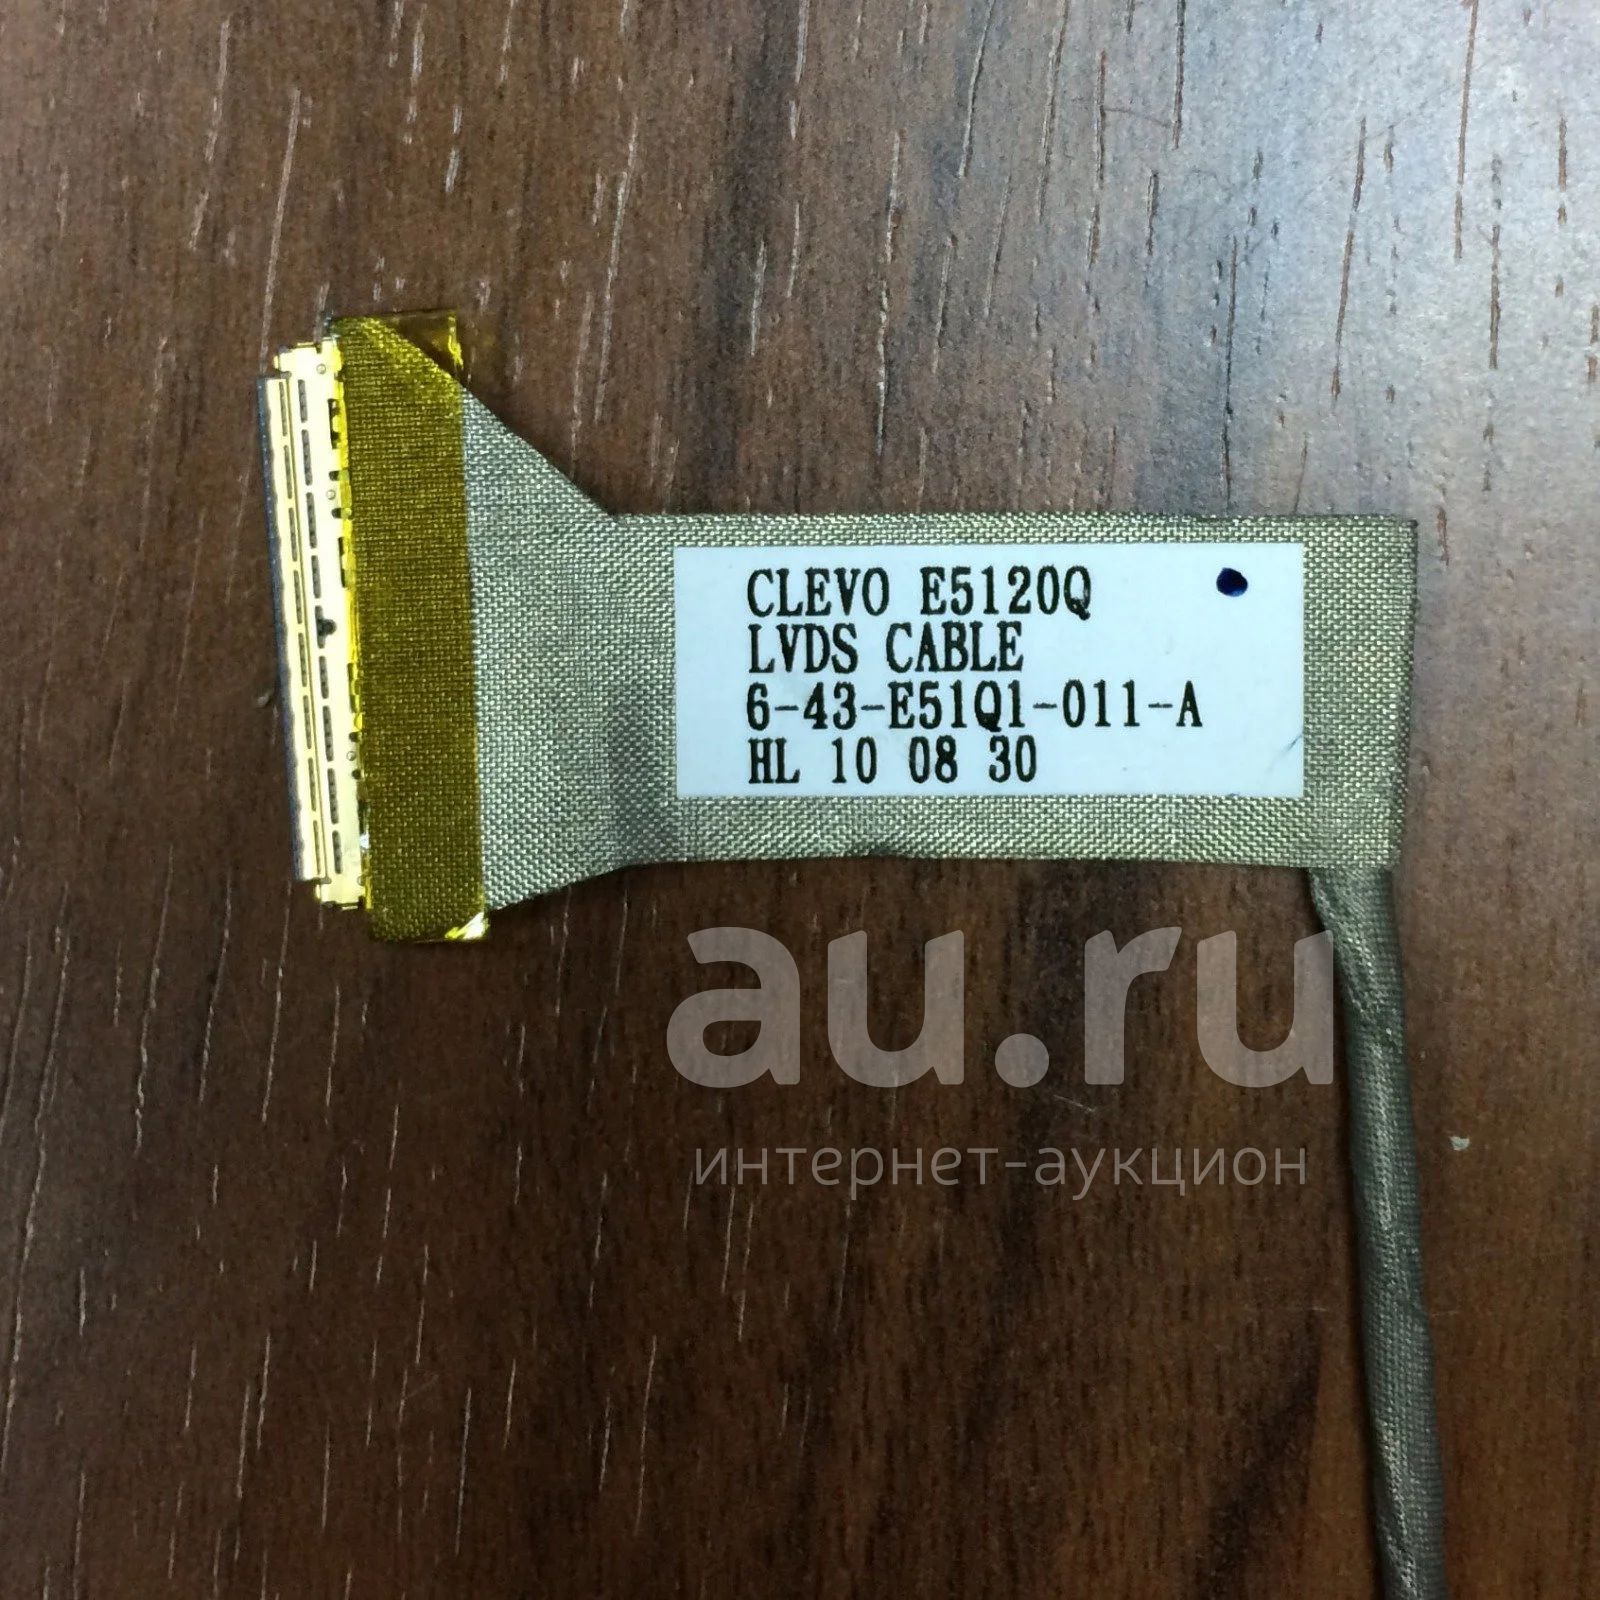 CLEVO E5120Q
LVDS CABLE
6-43-E51Q1-011-A
HL 10 08 30
au.ru
интернет-аукцион